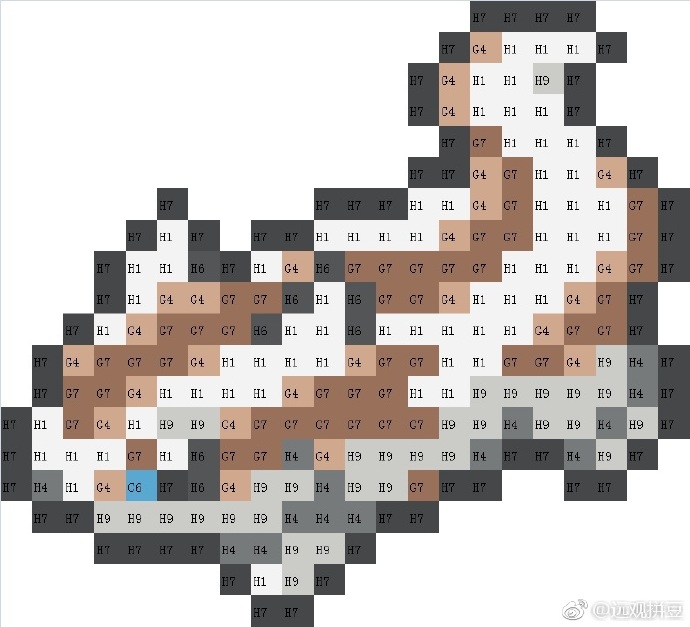 H7 H7 H7 H7
H7 G4 H1 H1 H1 H7
H7 G4 H1 H1 H9 H7
H7 G4 H1 H1 H1 H7
H7 G7 H1 H1 H1 H7
H7 H7 G4 G7 H1 H1 G4 H7
H7 H7 H7 H7 H1 H1 G4 G7 H1 H1 H1 G7 H7
H7 H1 H7 H7 H7 H1 H1 H1 H1 G4 G7 G7 H1 H1 H1 G7 H7
H7 H1 H1 H6 H7 H1 G4 H6 G7 G7 G7 G7 G7 H1 H1 H1 G4 G7 H7
H7 H1 G4 G4 G7 G7 H6 H1 H6 G7 G7 G4 H1 H1 H1 G4 G7 H7
H7 H1 G4 G7 G7 G7 H6 H1 H1 H6 H1 H1 H1 H1 H1 G4 G7 G7 H7
H7 G4 G7 G7 G7 G4 H1 H1 H1 H1 G4 G7 G7 H1 H1 G7 G7 G4 H9 H4 H7
H7 G7 G7 G4 H1 H1 H1 H1 G4 G7 G7 G7 H1 H1 H9 H9 H9 H9 H9 H4 H7
H7 H1 G7 G4 H1 H9 H9 G4 G7 G7 G7 G7 G7 G7 H9 H9 H4 H9 H9 H4 H9 H7
H7 H1 H1 H1 G7 H1 H6 G7 G7 H4 G4 H9 H9 H9 H9 H4 H7 H7 H4 H9 H7
H7 H4 H1 G4 C6 H7 H6 G4 H9 H9 H4 H9 H9 G7 H7 H7 H7 H7
H7 H7 H9 H9 H9 H9 H9 H9 H4 H4 H4 H7 H7
H7 H7 H7 H7 H4 H4 H9 H9 H7
H7 H1 H9 H7
H7 H7
@远观拼豆